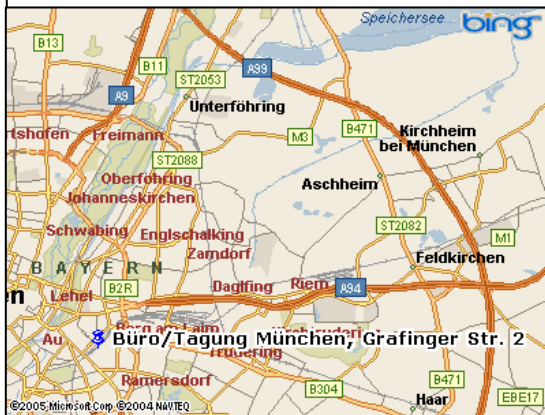 Speichersee bing™
B13
B11
A99
ST2053
A9
Unterföhring
Freimann
M3
B471
Kirchheim
bei München
ST2088
Oberföhring
Aschheim
Johanneskirchen
ST2082
Schwabing
Englschalking
M1
Zamdorf
Feldkirchen
BAYERN
B2R
Daglfing
Riem
A94
Lehel
Au
Büro/Tagung München, Grafinger Str. 2
Trudering
Ramersdorf
B304
B471
Haar
EBE17
©2005 Microsoft Corp ©2004 NAVTEQ